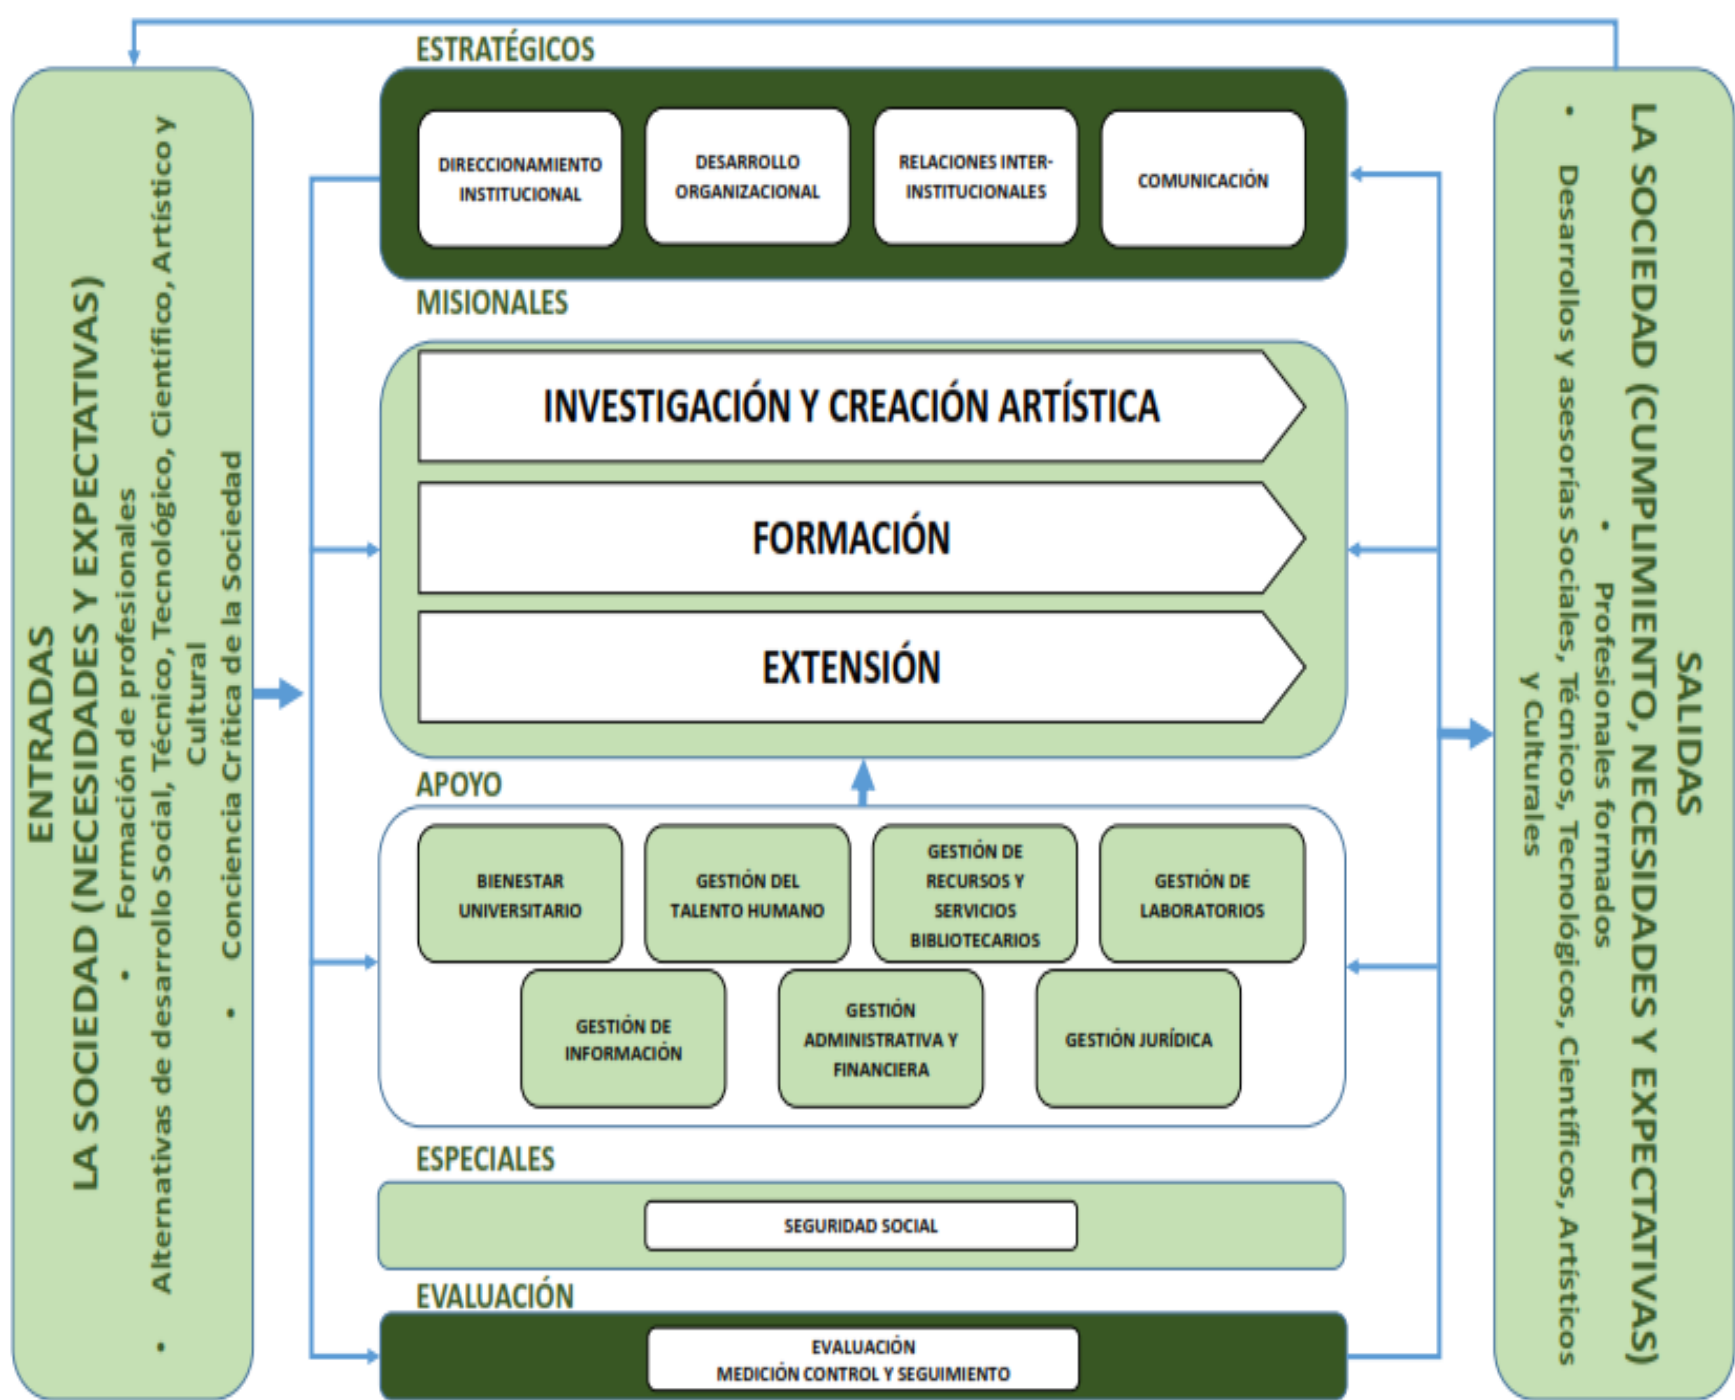 ENTRADAS
LA SOCIEDAD (NECESIDADES Y EXPECTATIVAS)
• Formación de profesionales
• Alternativas de desarrollo Social, Técnico, Tecnológico, Científico, Artístico y
Cultural
• Conciencia Crítica de la Sociedad
ESTRATÉGICOS
DIRECCIONAMIENTO
INSTITUCIONAL
DESARROLLO
ORGANIZACIONAL
RELACIONES INTER-
INSTITUCIONALES
COMUNICACIÓN
MISIONALES
INVESTIGACIÓN Y CREACIÓN ARTÍSTICA
FORMACIÓN
EXTENSIÓN
APOYO
BIENESTAR
UNIVERSITARIO
GESTIÓN DEL
TALENTO HUMANO
GESTIÓN DE
RECURSOS Y
SERVICIOS
BIBLIOTECARIOS
GESTIÓN DE
LABORATORIOS
GESTIÓN DE
INFORMACIÓN
GESTIÓN
ADMINISTRATIVA Y
FINANCIERA
GESTIÓN JURÍDICA
ESPECIALES
SEGURIDAD SOCIAL
EVALUACIÓN
EVALUACIÓN
MEDICIÓN CONTROL Y SEGUIMIENTO
SALIDAS
LA SOCIEDAD (CUMPLIMIENTO, NECESIDADES Y EXPECTATIVAS)
• Profesionales formados
• Desarrollos y asesorías Sociales, Técnicos, Tecnológicos, Científicos, Artísticos
y Culturales